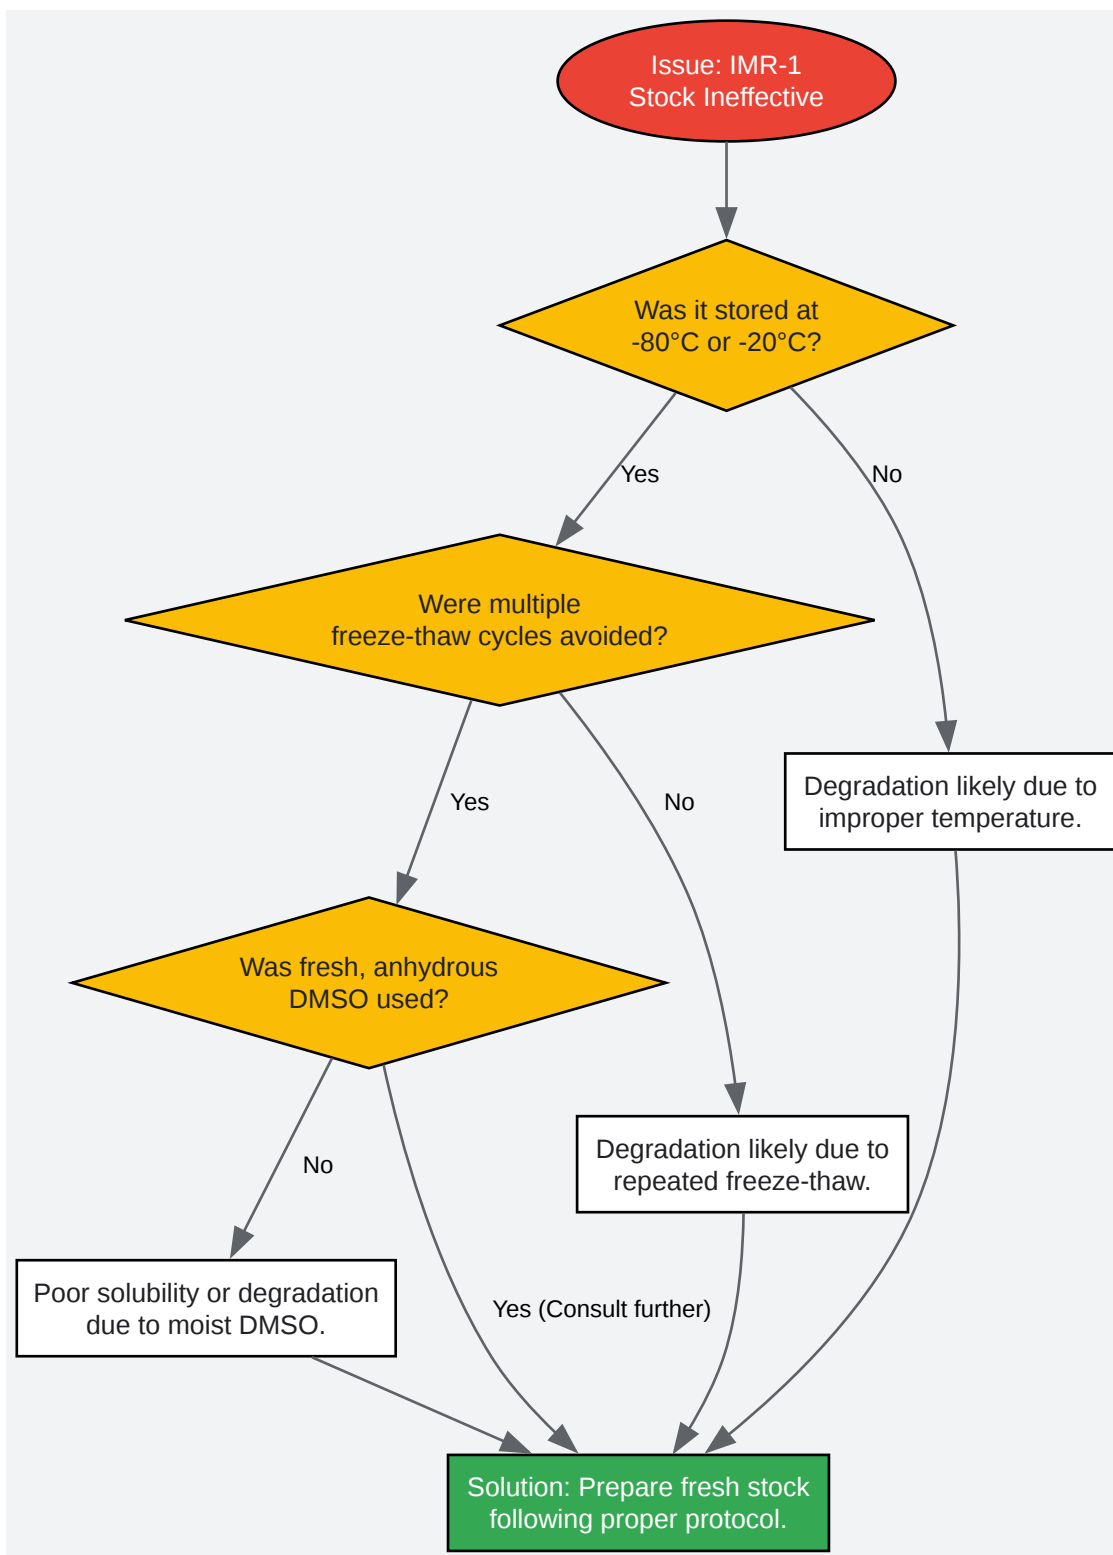 Issue: IMR-1
Stock Ineffective
Was it stored at
-80°C or -20°C?
Yes
No
Were multiple
freeze-thaw cycles avoided?
Degradation likely due to
improper temperature.
Yes
No
Was fresh, anhydrous
DMSO used?
Degradation likely due to
repeated freeze-thaw.
No
Poor solubility or degradation
due to moist DMSO.
Yes (Consult further)
Solution: Prepare fresh stock
following proper protocol.